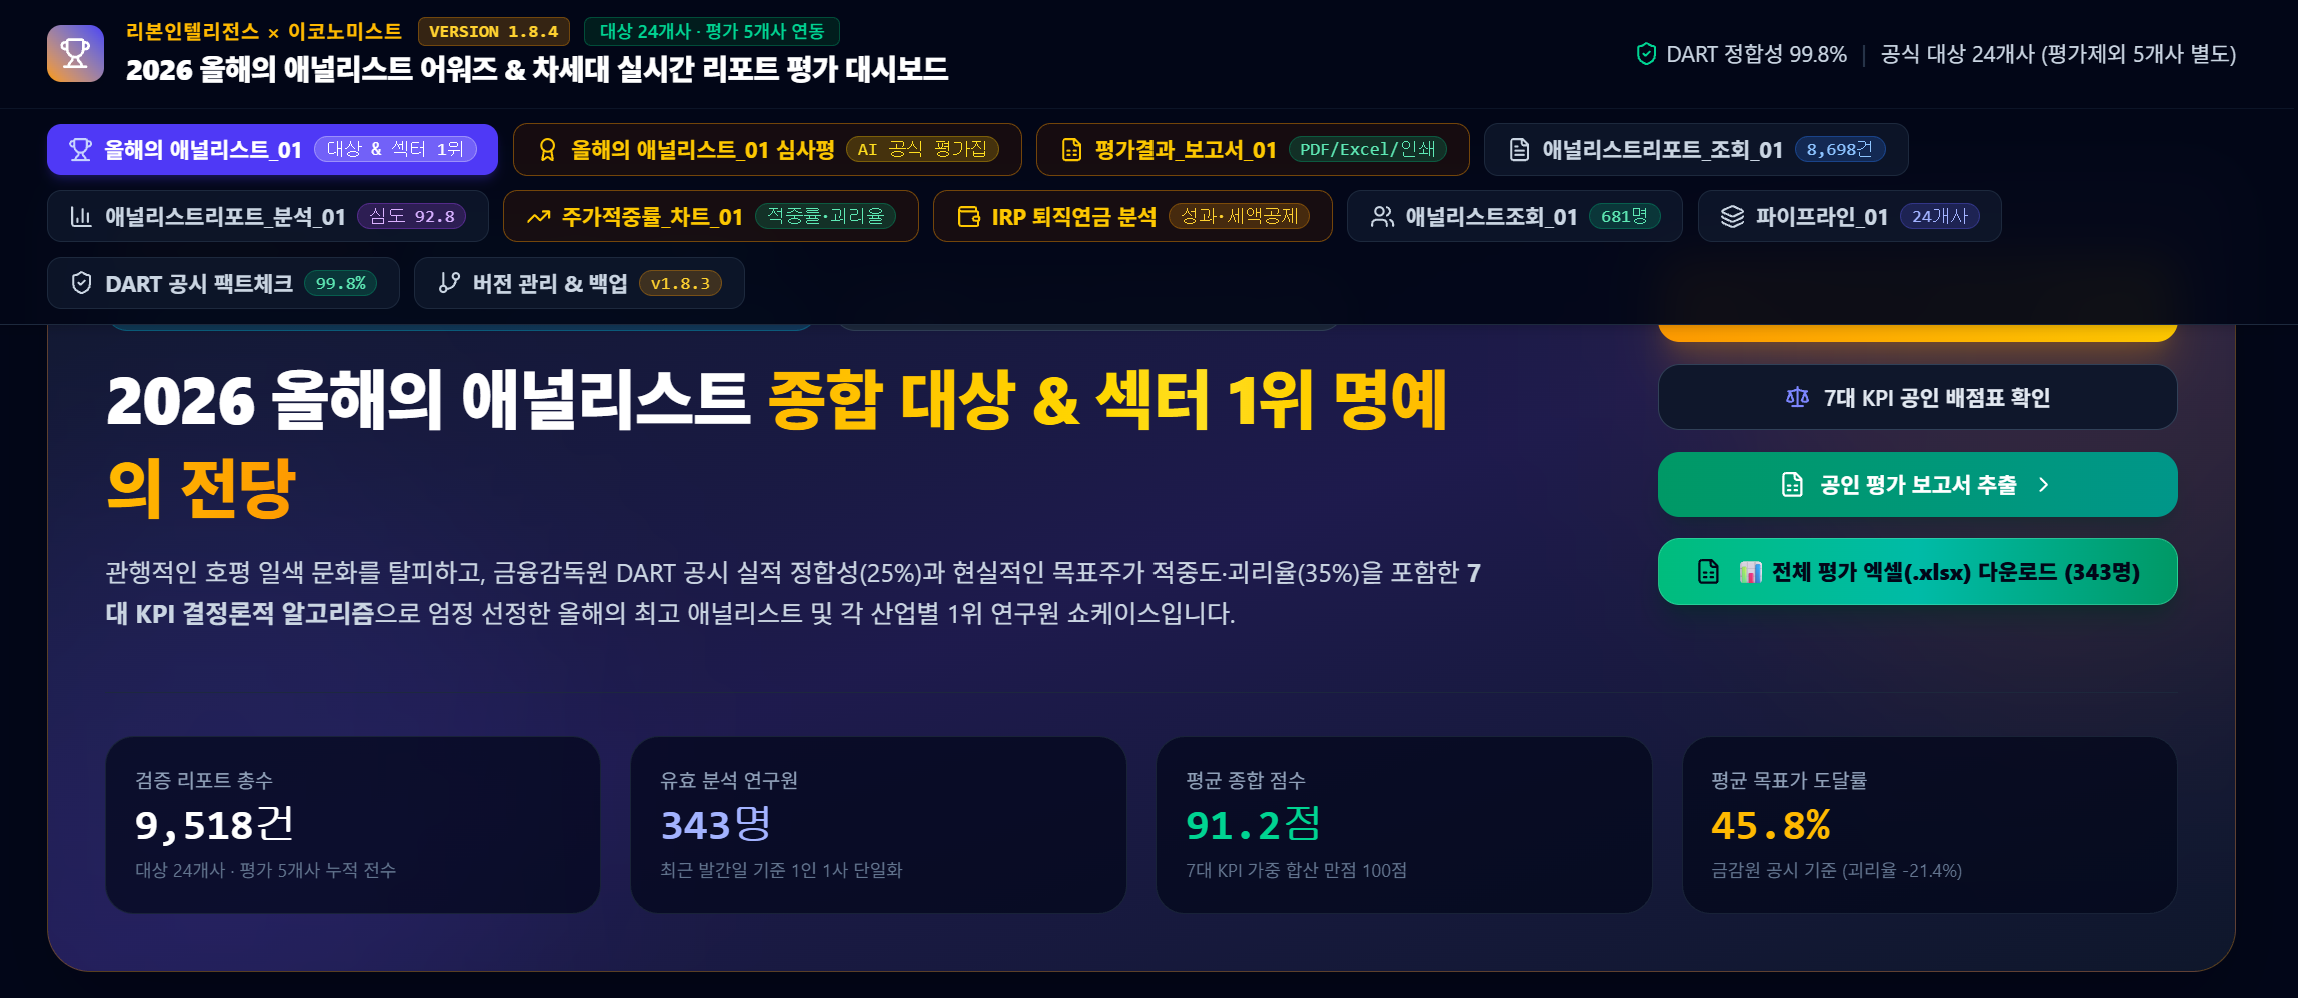 리본인텔리전스 × 이코노미스트 VERSION 1.8.4 대상 24개사 · 평가 5개사 연동
2026 올해의 애널리스트 어워즈 & 차세대 실시간 리포트 평가 대시보드
DART 정합성 99.8% | 공식 대상 24개사 (평가제외 5개사 별도)
올해의 애널리스트_01 대상 & 섹터 1위
올해의 애널리스트_01 심사평 AI 공식 평가집
평가결과_보고서_01 PDF/Excel/인쇄
애널리스트리포트_조회_01 8,698건
애널리스트리포트_분석_01 심도 92.8
주가적중률_차트_01 적중률·괴리율
IRP 퇴직연금 분석 성과·세액공제
애널리스트조회_01 681명
파이프라인_01 24개사
DART 공시 팩트체크 99.8%
버전 관리 & 백업 v1.8.3
2026 올해의 애널리스트 종합 대상 & 섹터 1위 명예
의 전당
관행적인 호평 일색 문화를 탈피하고, 금융감독원 DART 공시 실적 정합성(25%)과 현실적인 목표주가 적중도·괴리율(35%)을 포함한 7
대 KPI 결정론적 알고리즘으로 엄정 선정한 올해의 최고 애널리스트 및 각 산업별 1위 연구원 쇼케이스입니다.
7대 KPI 공인 배점표 확인
공인 평가 보고서 추출
전체 평가 엑셀(.xlsx) 다운로드 (343명)
검증 리포트 총수
9,518건
대상 24개사 · 평가 5개사 누적 전수
유효 분석 연구원
343명
최근 발간일 기준 1인 1사 단일화
평균 종합 점수
91.2점
7대 KPI 가중 합산 만점 100점
평균 목표가 도달률
45.8%
금감원 공시 기준 (괴리율 -21.4%)